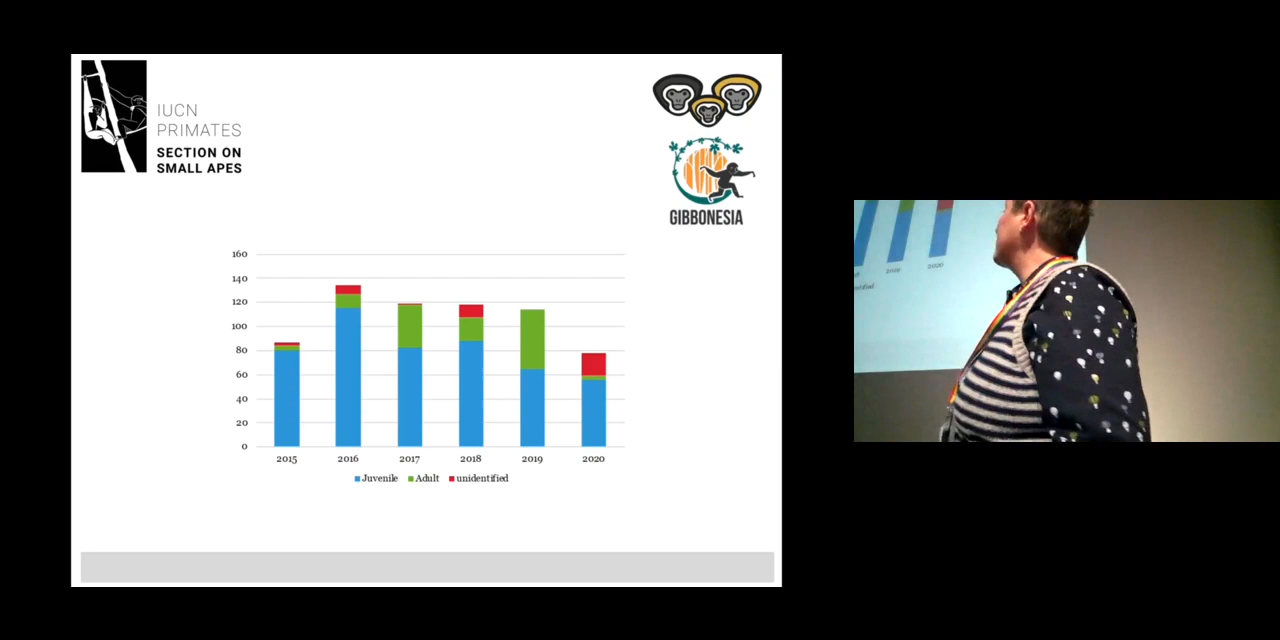 IUCN
PRIMATES
SECTION ON
SMALL APES
GIBBONESIA
160
140
120
100
80
60
40
20
0
2015 2016 2017 2018 2019 2020
Juvenile Adult unidentified
2020